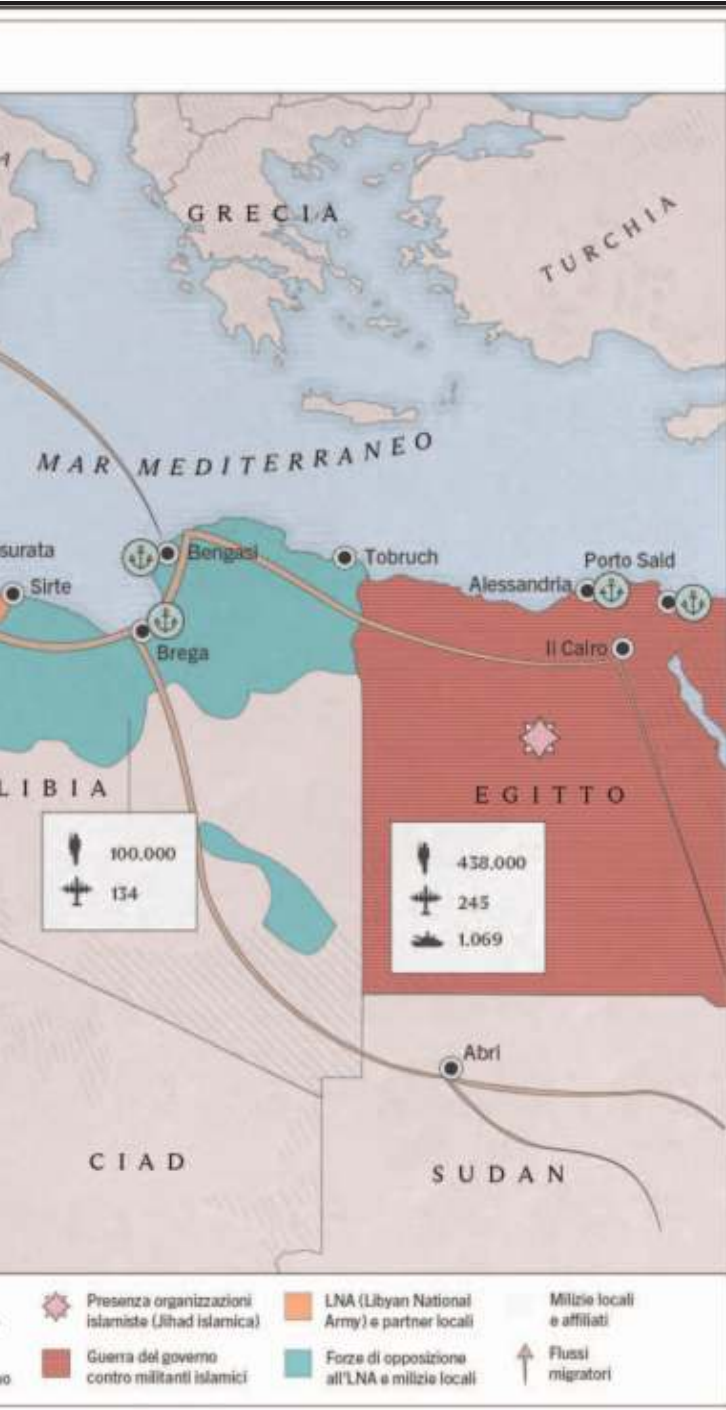 A
GRECIA
TURCHIA
MAR MEDITERRANEO
surata
Sirte
Bengasi
Tobruch
Brega
Porto Said
Alessandria
Il Cairo
LIBIA
EGITTO
100.000
134
438.000
245
1.069
Abri
CIAD
SUDAN
Presenza organizzazioni
islamiste (Jihad islamica)
Guerra del governo
contro militanti islamici
LNA (Libyan National
Army) e partner locali
Forze di opposizione
all'LNA e milizie locali
Milizie locali
e affiliati
Flussi
migratori
no